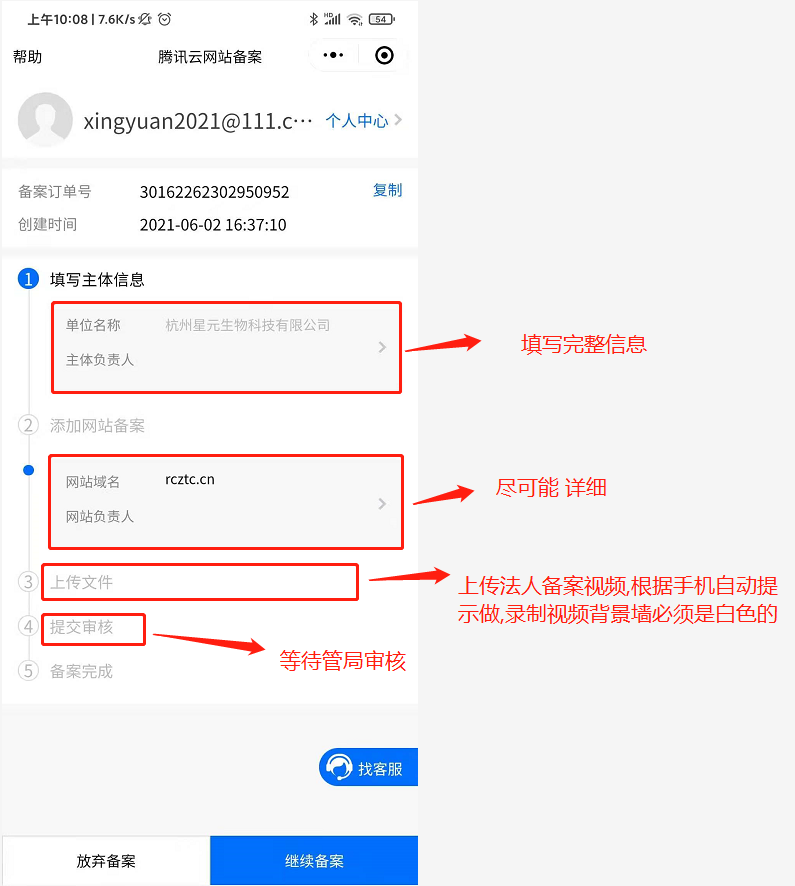 上午10:08 | 7.6K/s
HD
54
帮助
腾讯云网站备案
xingyuan2021@111.c···
个人中心
备案订单号 30162262302950952 复制
创建时间 2021-06-02 16:37:10
1 填写主体信息
单位名称 杭州星元生物科技有限公司
主体负责人
填写完整信息
2 添加网站备案
网站域名 rcztc.cn
网站负责人
尽可能 详细
3 上传文件
上传法人备案视频,根据手机自动提
示做,录制视频背景墙必须是白色的
4 提交审核
等待管局审核
5 备案完成
找客服
放弃备案
继续备案